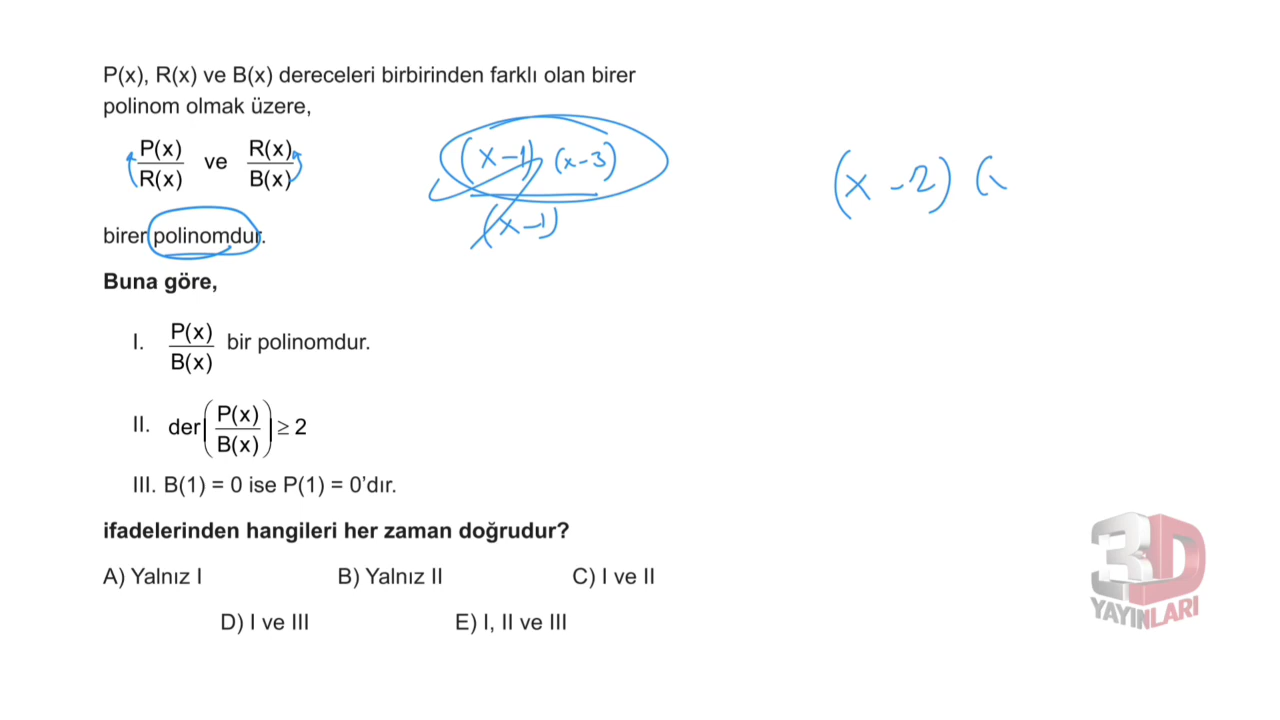 P(x), R(x) ve B(x) dereceleri birbirinden farklı olan birer
polinom olmak üzere,
P(x)/R(x) ve R(x)/B(x)
birer polinomdur.
(x-1) (x-3)
(x-1)
(x-2) (
Buna göre,
I. P(x)/B(x) bir polinomdur.
II. der(P(x)/B(x)) ≥ 2
III. B(1) = 0 ise P(1) = 0’dır.
ifadelerinden hangileri her zaman doğrudur?
A) Yalnız I B) Yalnız II C) I ve II
D) I ve III E) I, II ve III
3D
YAYINLARI